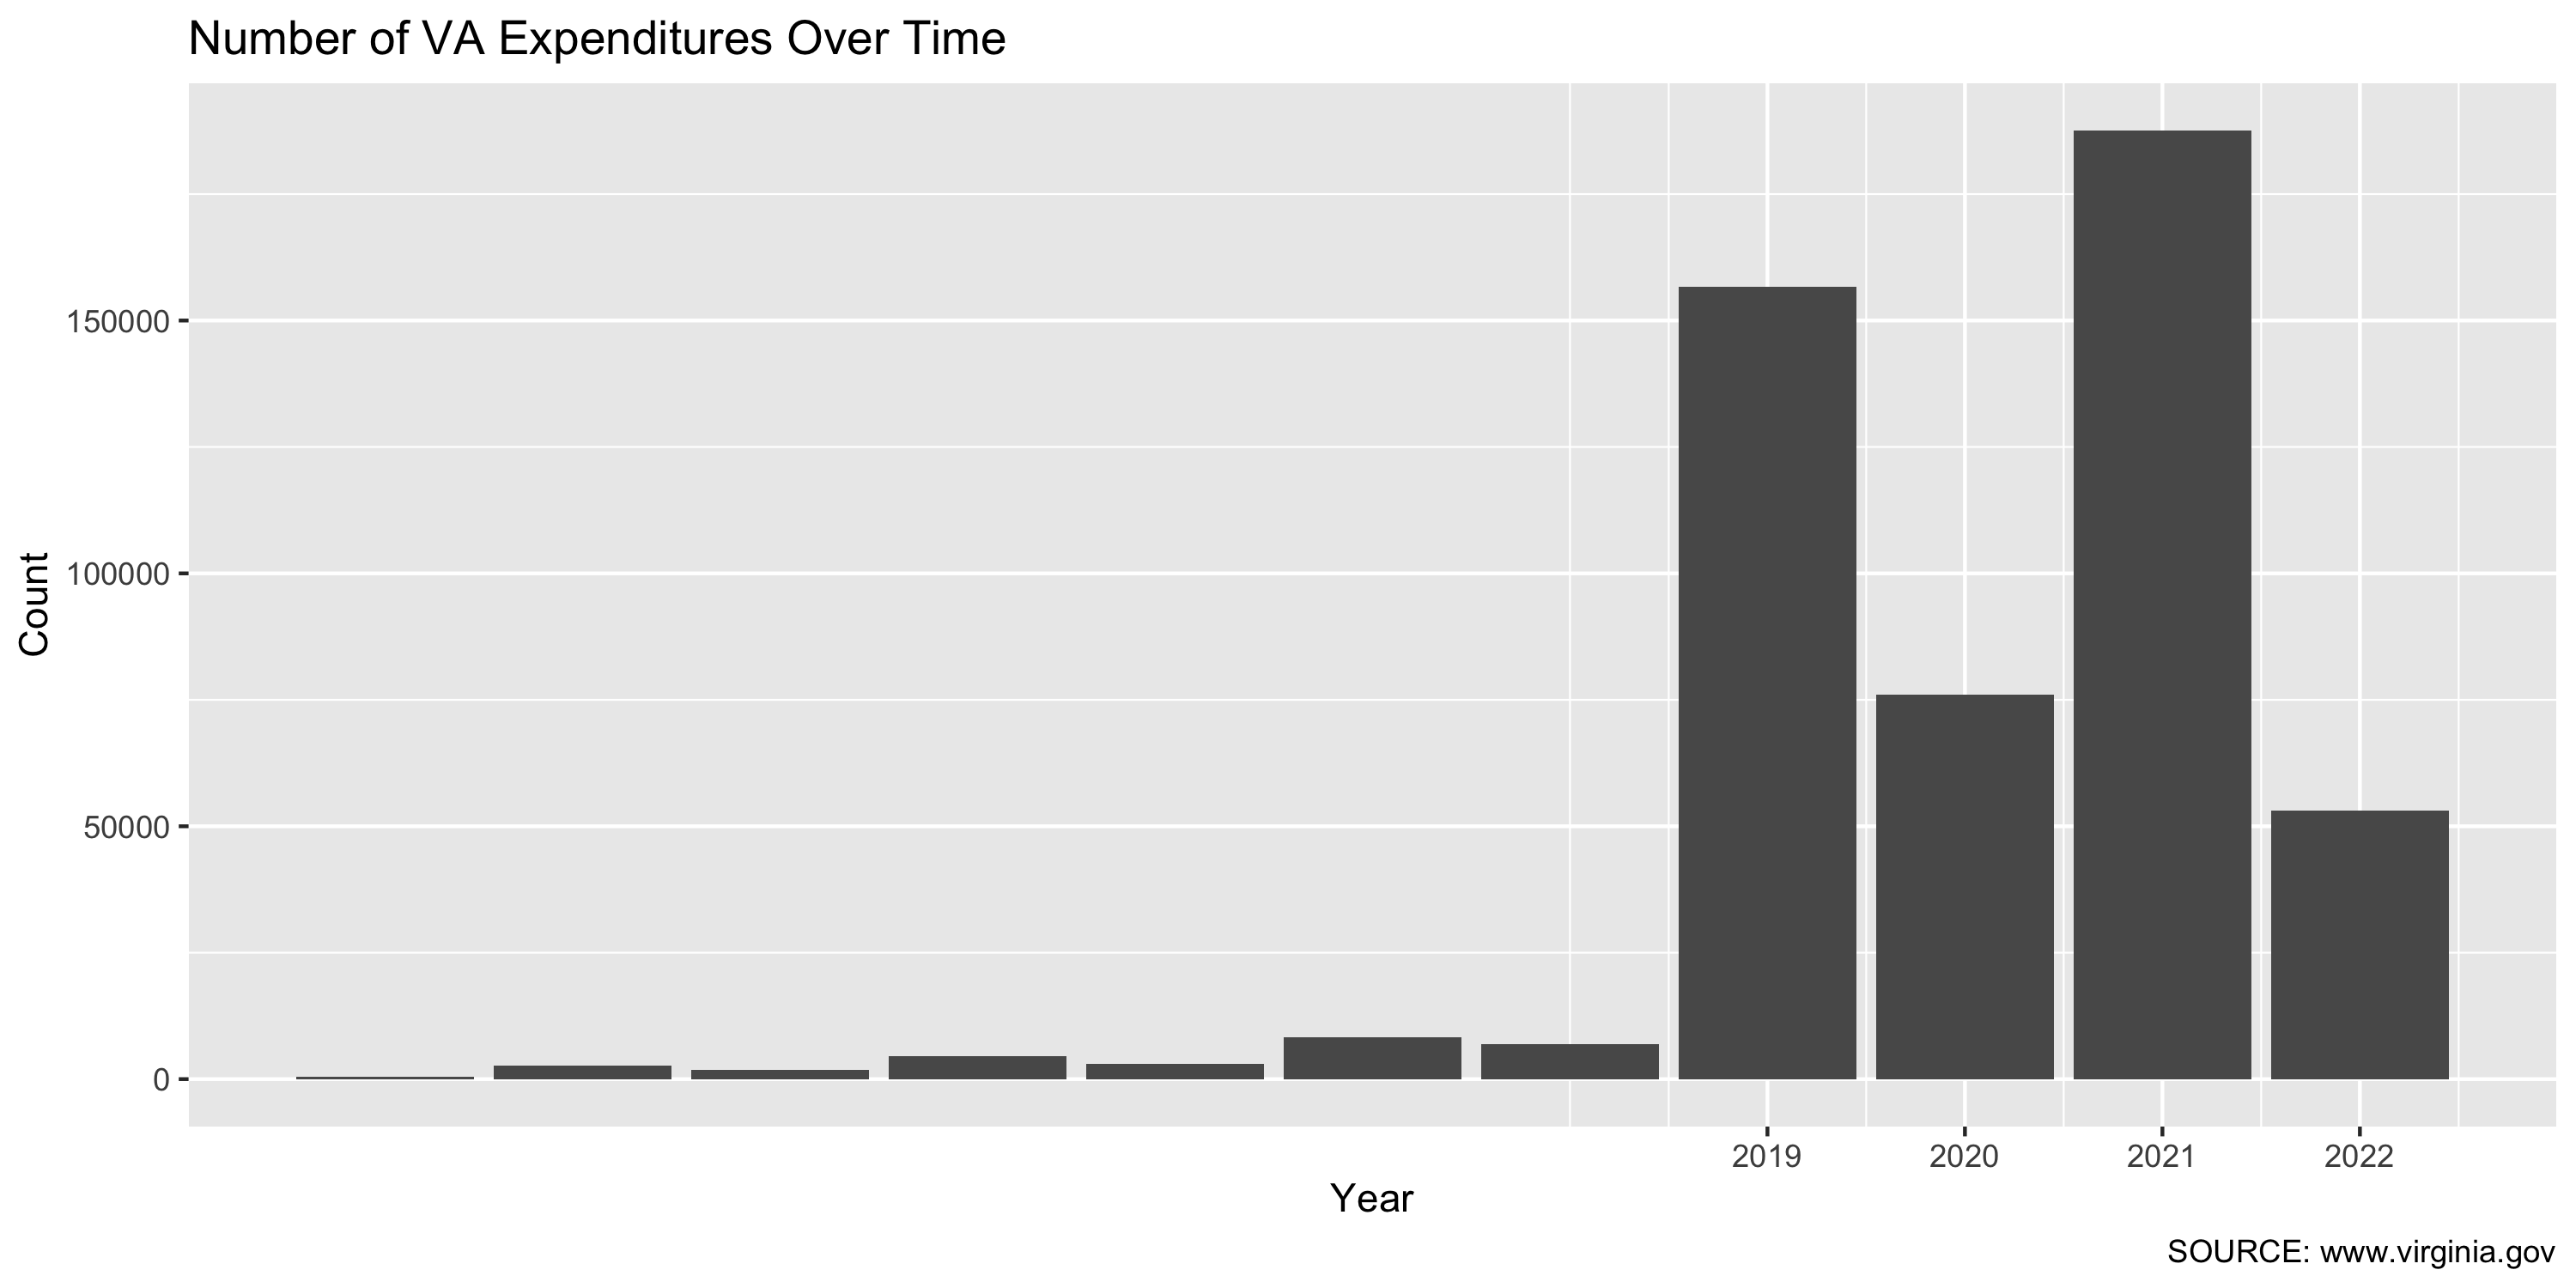 Number of VA Expenditures Over Time
Count
150000
100000
50000
0
2019 2020 2021 2022
Year
SOURCE: www.virginia.gov